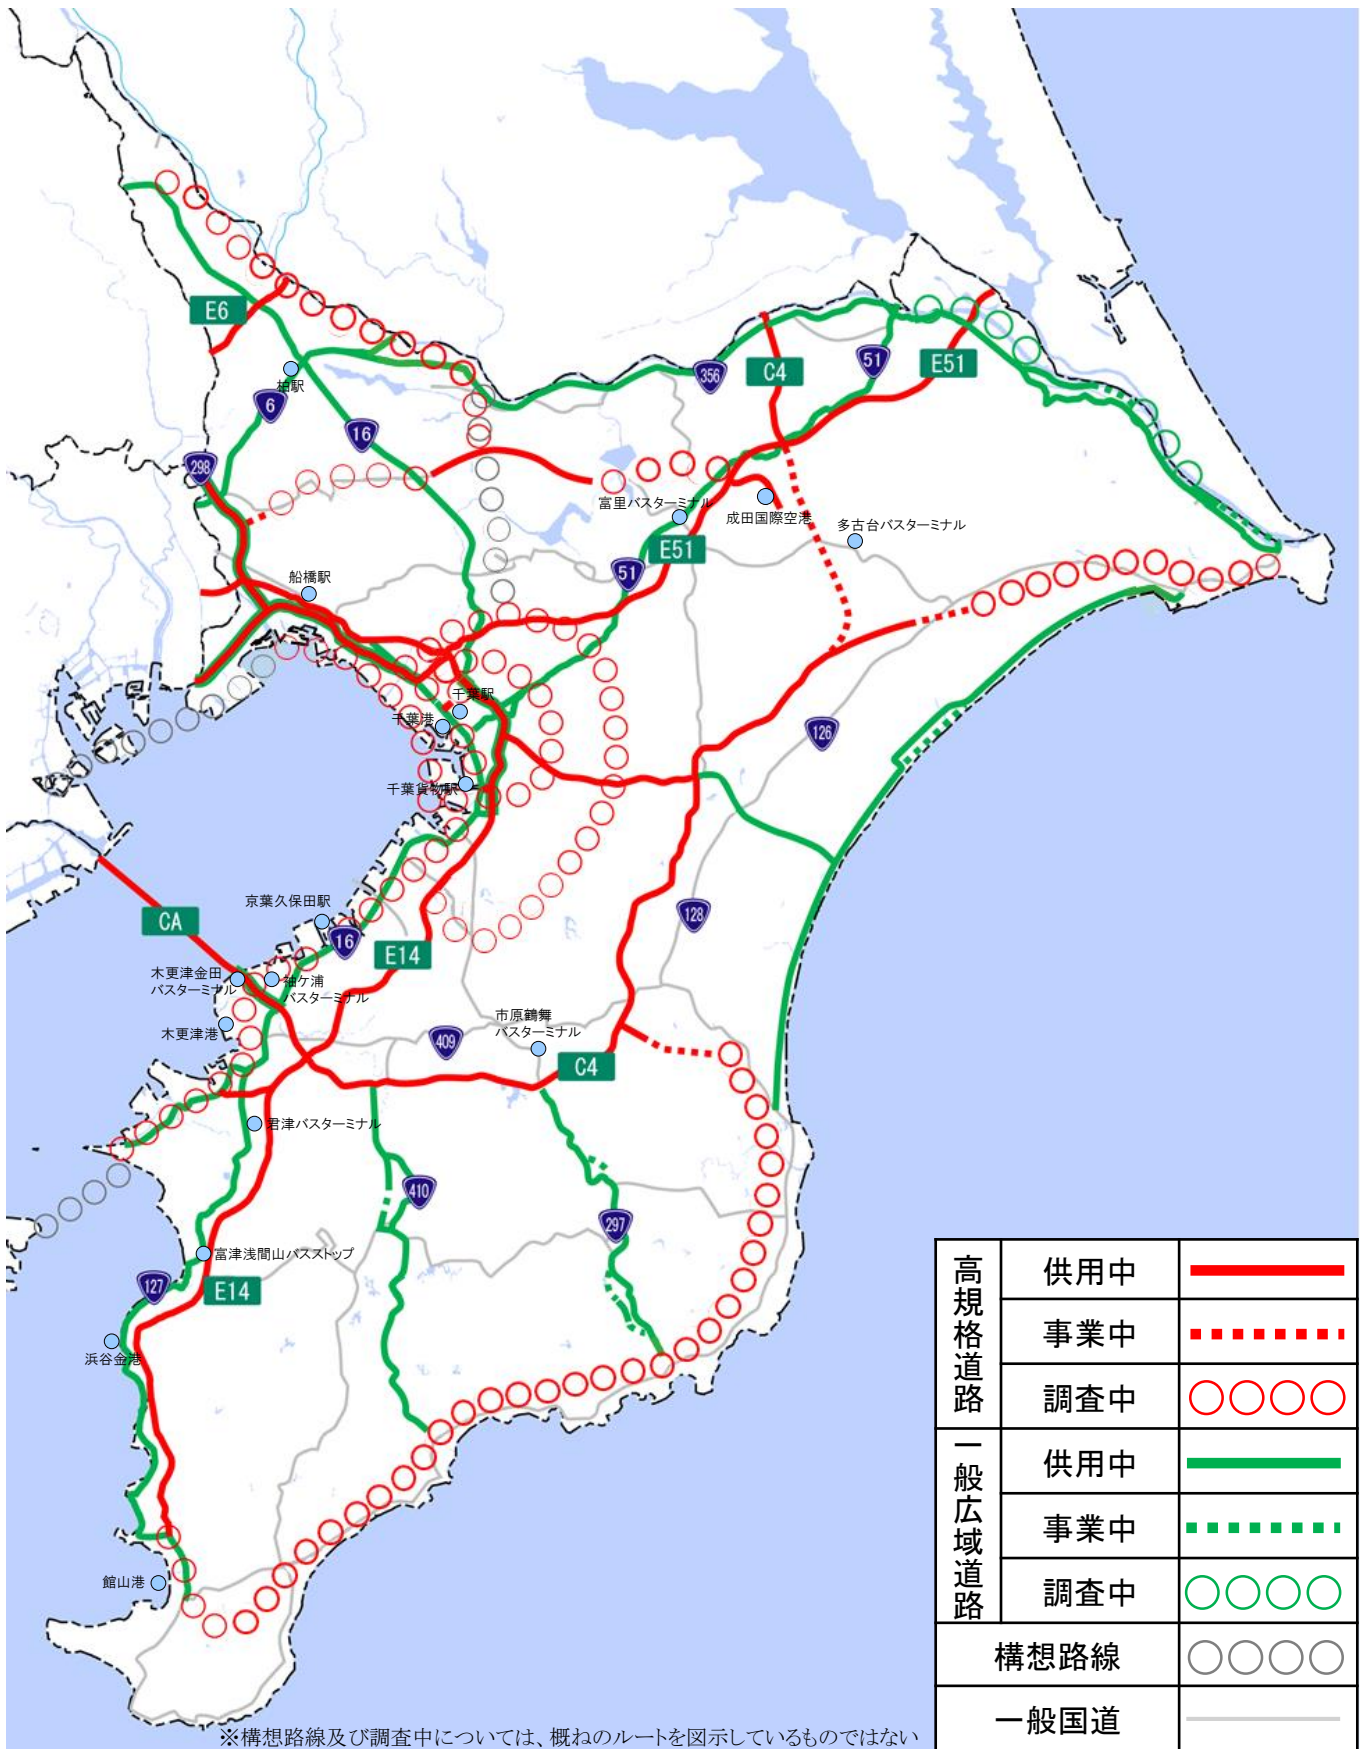 E6
柏駅
6
16
298
356
C4
51
E51
富里バスターミナル
成田国際空港
多古台バスターミナル
E51
51
船橋駅
千葉駅
千葉港
126
千葉貨物駅
京葉久保田駅
CA
16
E14
128
木更津金田
バスターミナル
袖ケ浦
バスターミナル
木更津港
市原鶴舞
バスターミナル
409
C4
君津バスターミナル
410
297
富津浅間山バスストップ
127
E14
浜谷金港
館山港
高規格道路
供用中
事業中
調査中
一般広域道路
供用中
事業中
調査中
構想路線
一般国道
※構想路線及び調査中については、概ねのルートを図示しているものではない